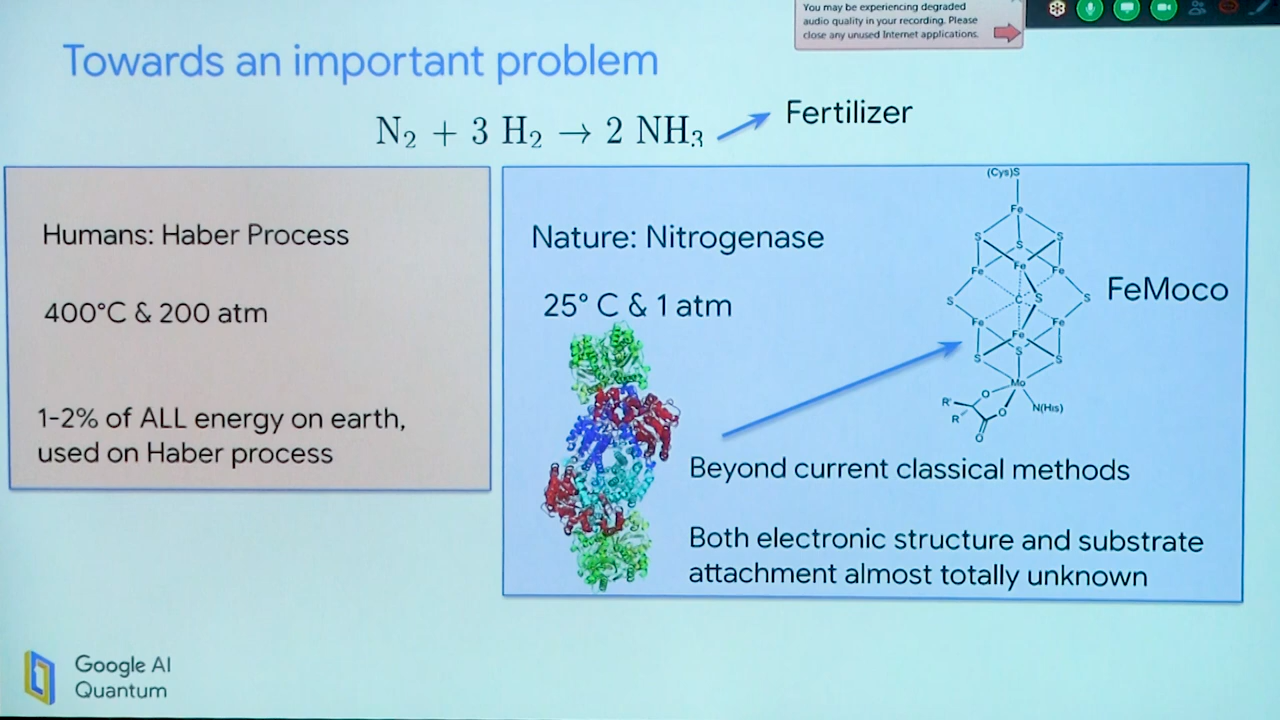 You may be experiencing degraded
audio quality in your recording. Please
close any unused Internet applications.
Towards an important problem
N₂ + 3 H₂ → 2 NH₃
Fertilizer
Humans: Haber Process
400°C & 200 atm
1-2% of ALL energy on earth,
used on Haber process
Nature: Nitrogenase
25° C & 1 atm
(Cys)S
Fe
S S
S
Fe Fe Fe
S C S S
Fe Fe Fe
S S S
Mo
R O
R O
N(His)
O
FeMoco
Beyond current classical methods
Both electronic structure and substrate
attachment almost totally unknown
Google AI
Quantum